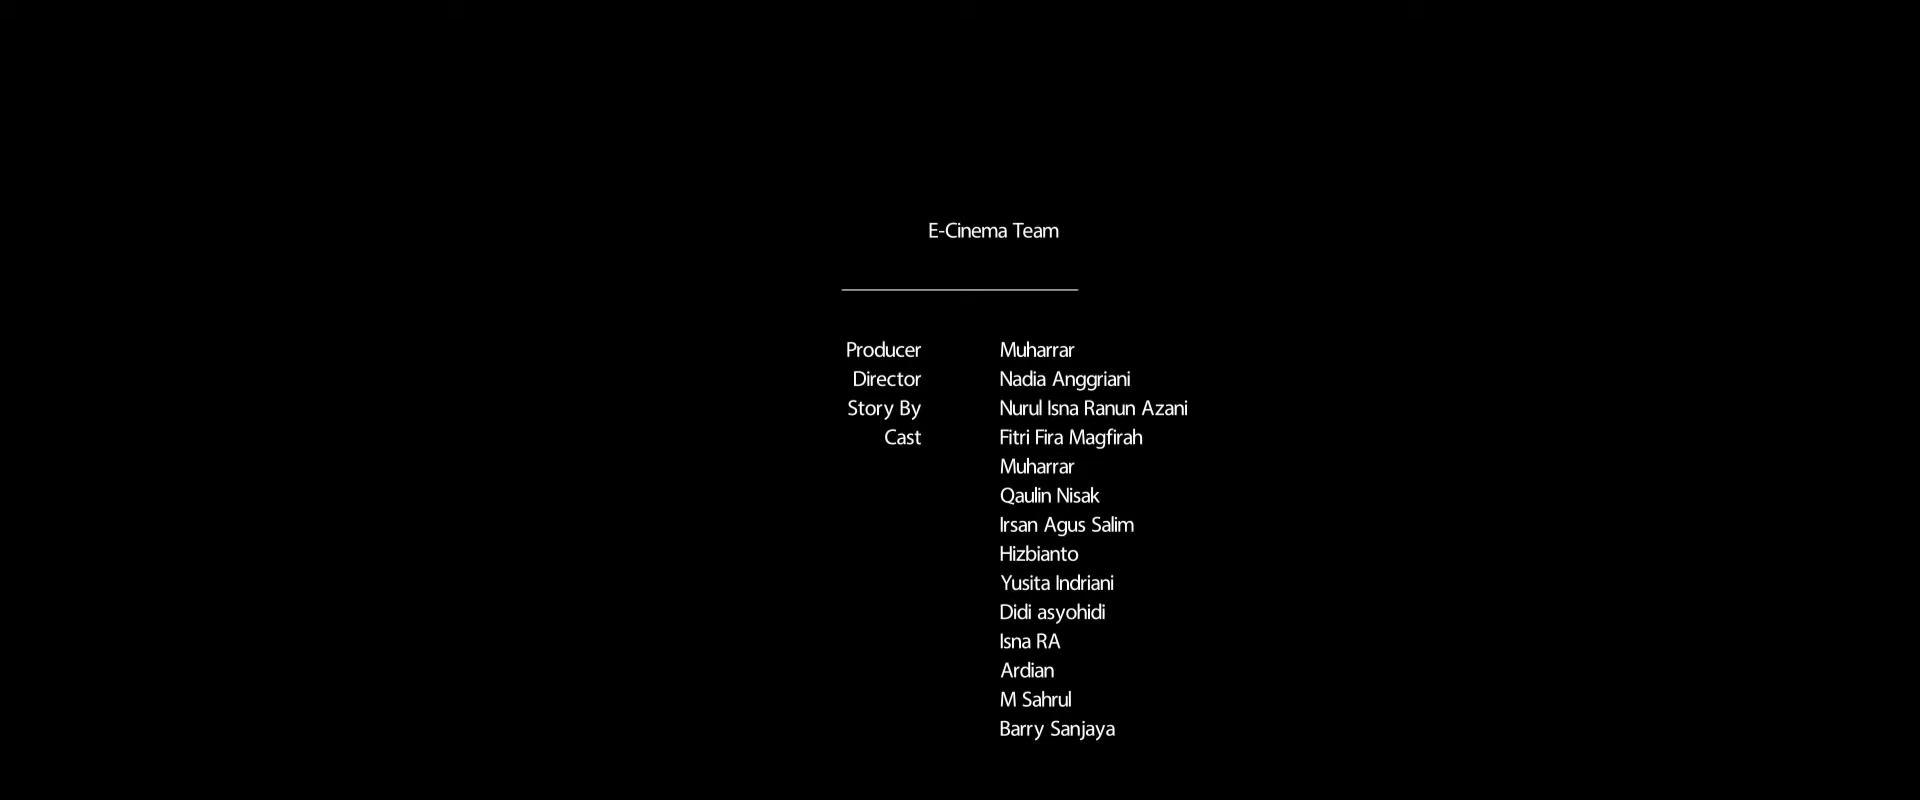 E-Cinema Team
Producer Muharrar
Director Nadia Anggriani
Story By Nurul Isna Ranun Azani
Cast Fitri Fira Magfirah
Muharrar
Qaulin Nisak
Irsan Agus Salim
Hizbianto
Yusita Indriani
Didi asyohidi
Isna RA
Ardian
M Sahrul
Barry Sanjaya